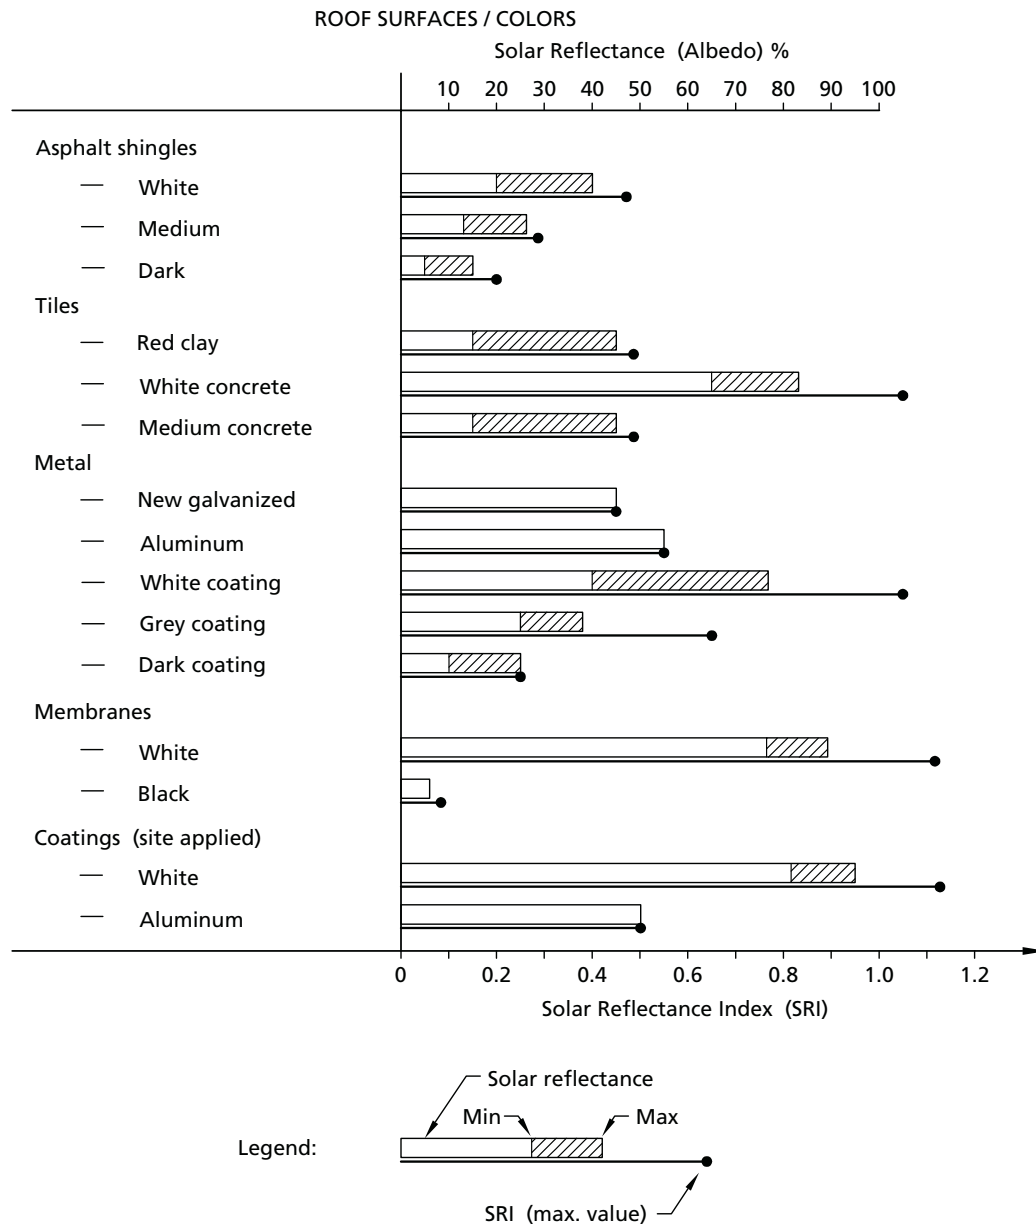 ROOF SURFACES / COLORS
Solar Reflectance (Albedo) %
10 20 30 40 50 60 70 80 90 100
Asphalt shingles
— White
— Medium
— Dark
Tiles
— Red clay
— White concrete
— Medium concrete
Metal
— New galvanized
— Aluminum
— White coating
— Grey coating
— Dark coating
Membranes
— White
— Black
Coatings (site applied)
— White
— Aluminum
0 0.2 0.4 0.6 0.8 1.0 1.2
Solar Reflectance Index (SRI)
Solar reflectance
Min Max
Legend:
SRI (max. value)